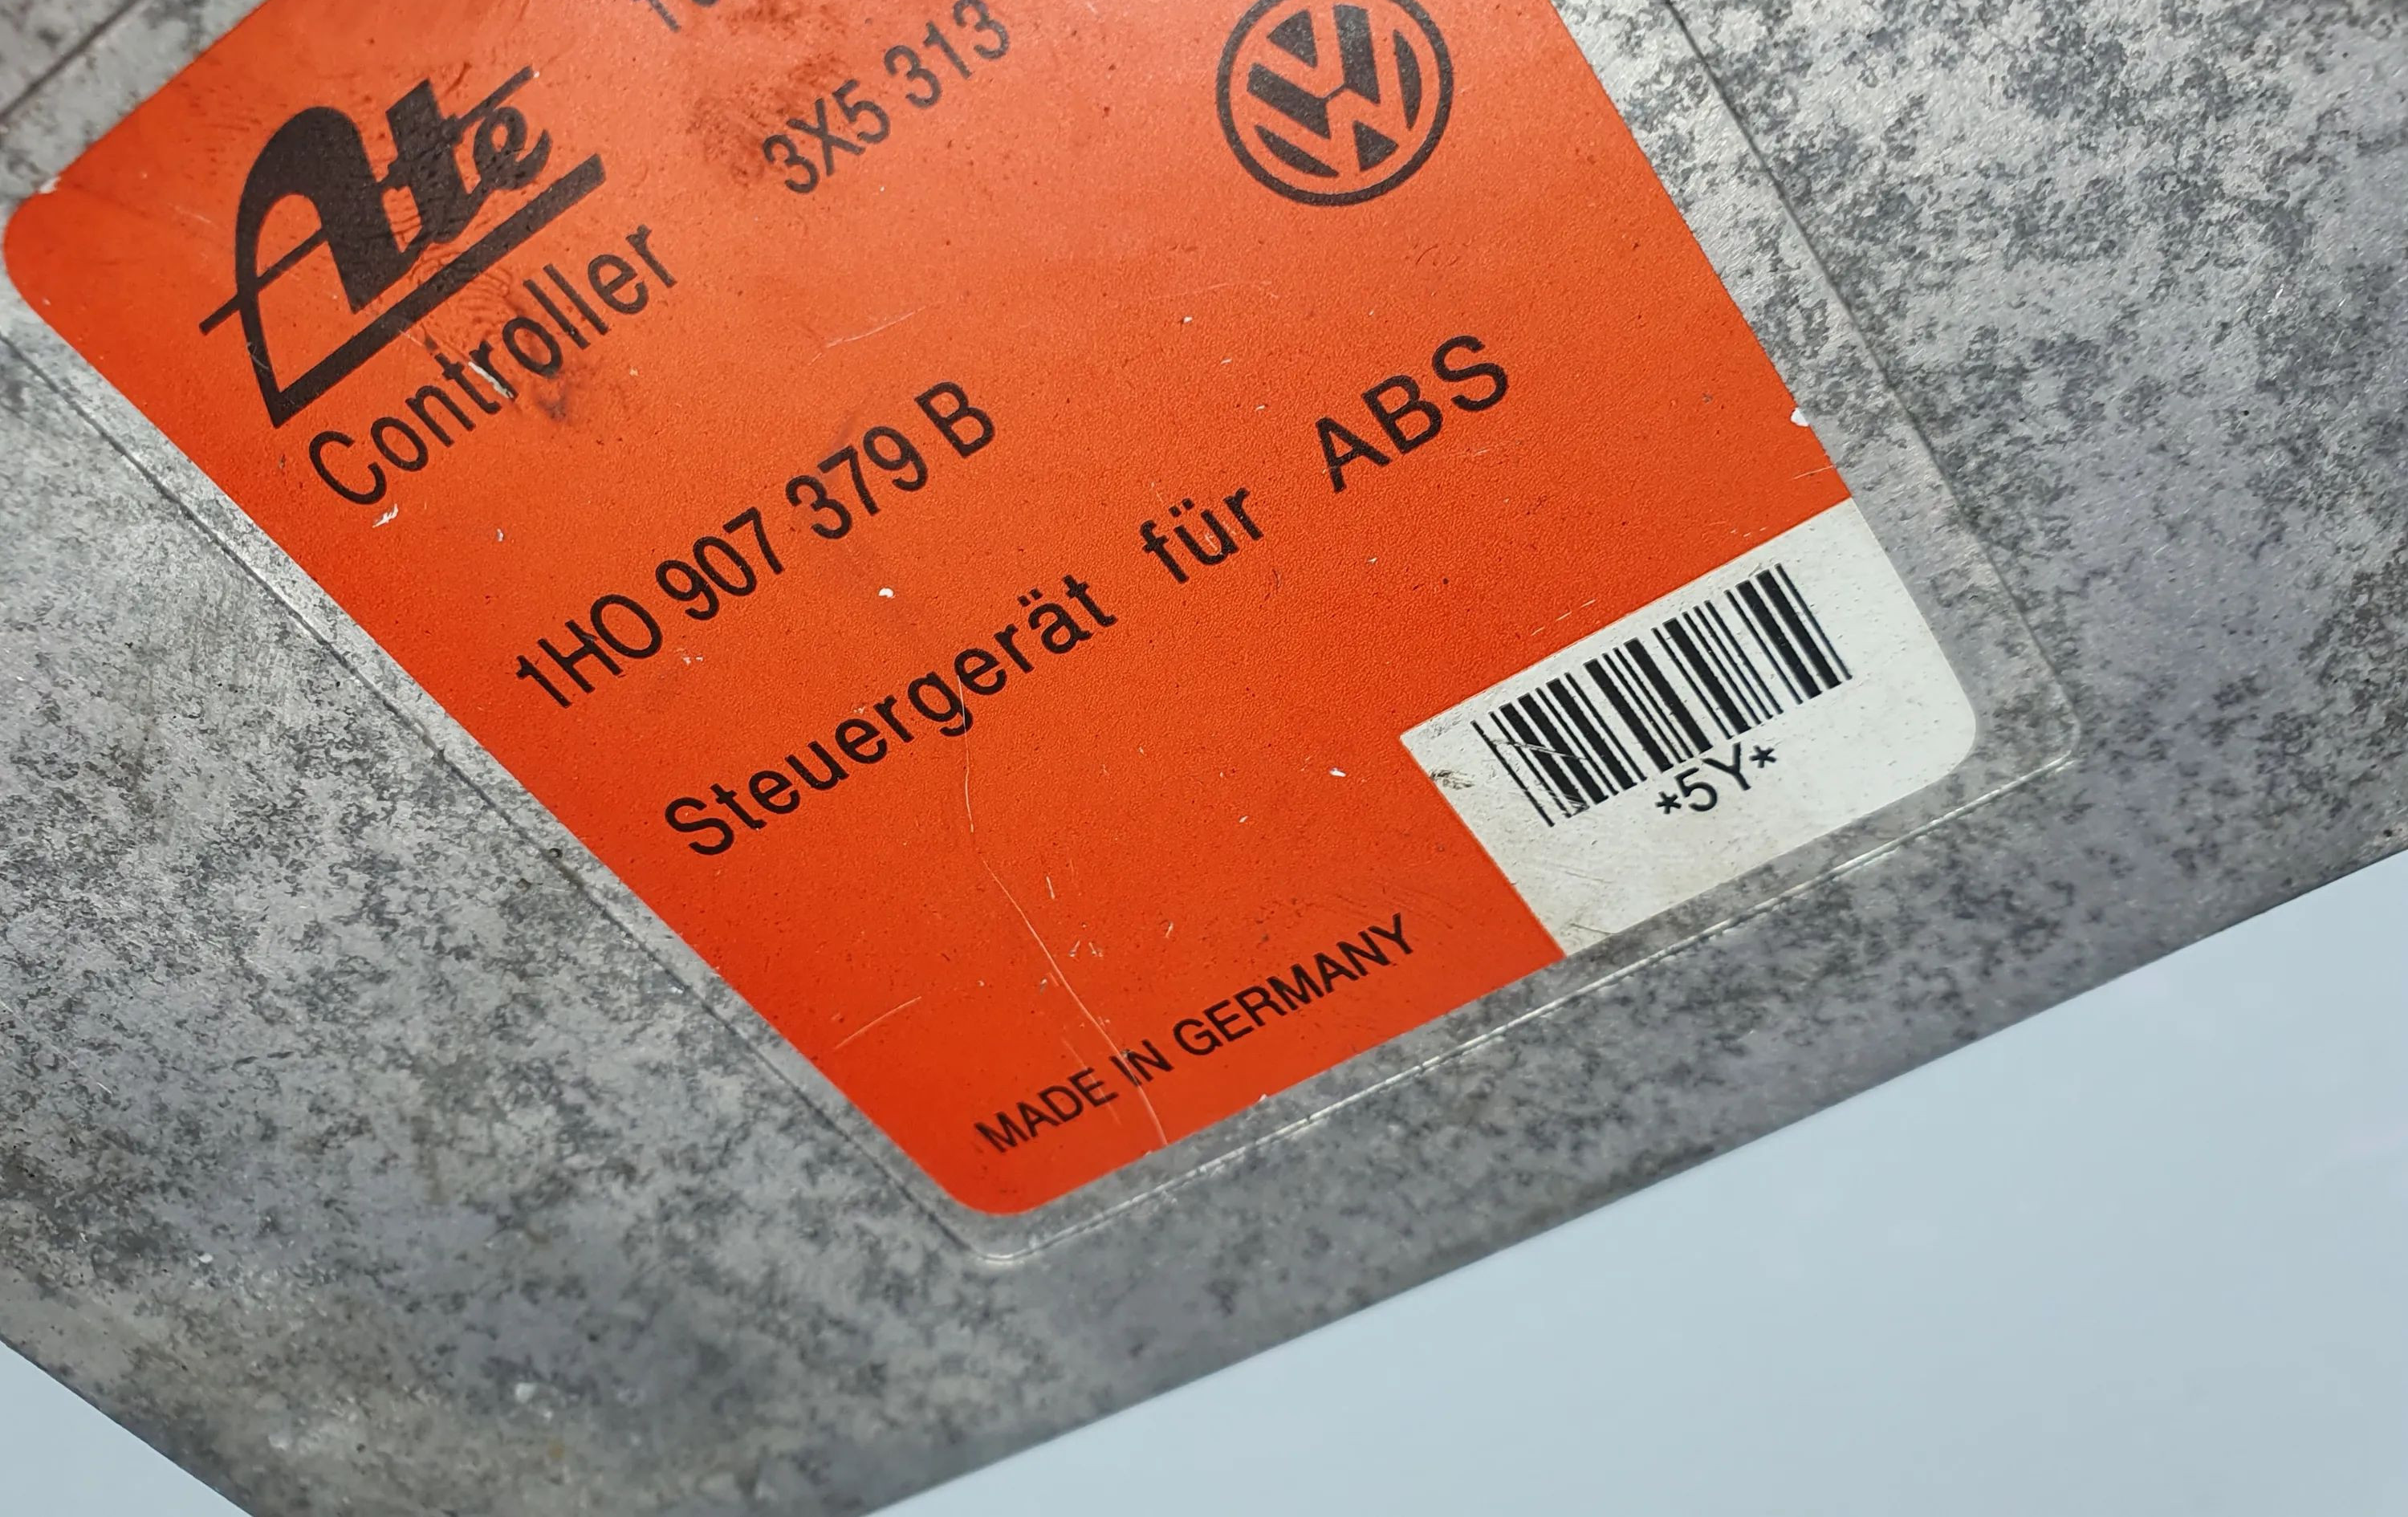 Ate
Controller
3X5 313
1HO 907 379 B
Steuergerät für ABS
*5Y*
MADE IN GERMANY